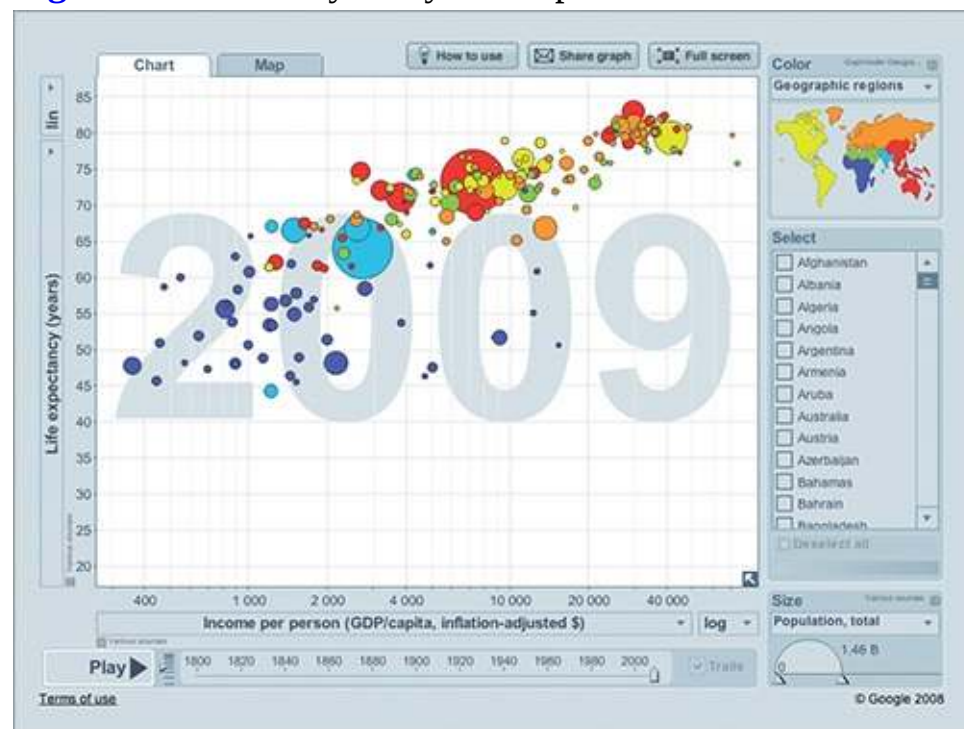 Chart
Map
How to use
Share graph
Full screen
Color
Geographic regions
lin
Life expectancy (years)
85
80
75
70
65
60
55
50
45
40
35
30
25
20
2009
Select
Afghanistan
Albania
Algeria
Angola
Argentina
Armenia
Aruba
Australia
Austria
Azerbaijan
Bahamas
Bahrain
Bangladesh
Deselect all
400 1 000 2 000 4 000 10 000 20 000 40 000
Income per person (GDP/capita, inflation-adjusted $)
log
Size
Population, total
1.46 B
0
Play
1800 1820 1840 1860 1880 1900 1920 1940 1960 1980 2000
Trails
Terms of use
© Google 2008